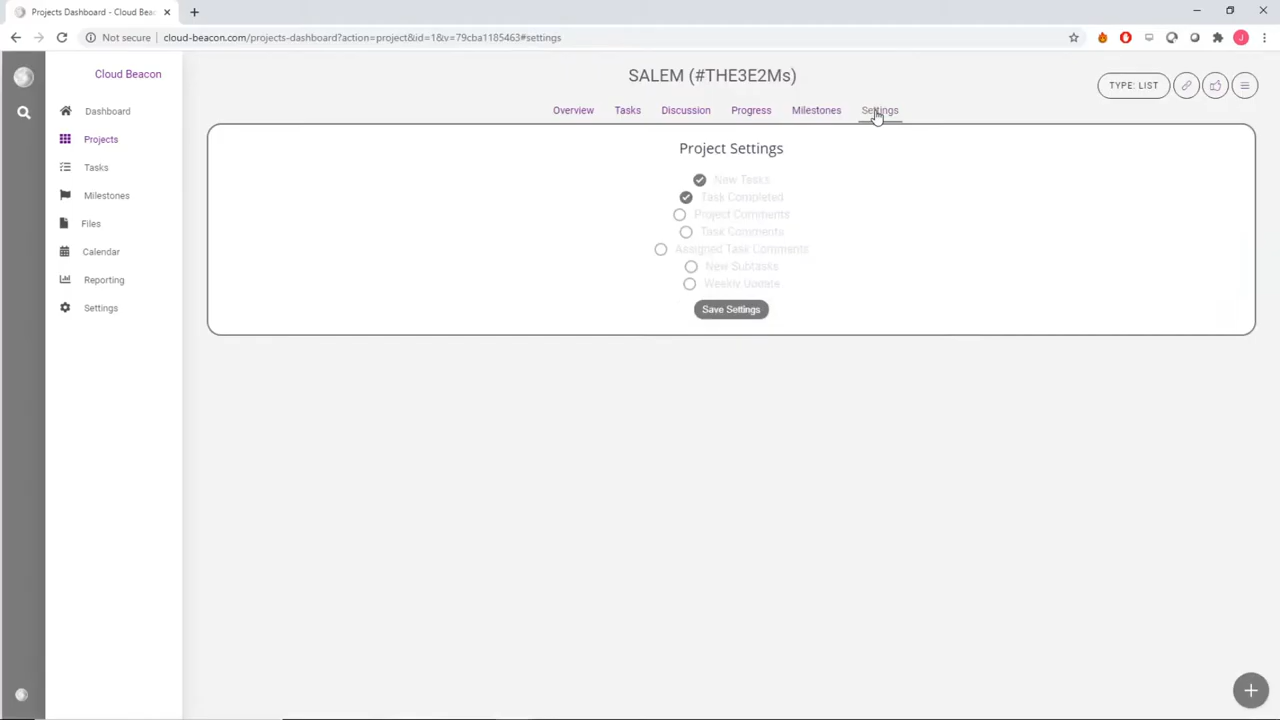 Projects Dashboard - Cloud Bea
Not secure
cloud-beacon.com/projects-dashboard?action=project&id=1&v=79cba1185463#settings
J
Cloud Beacon
Dashboard
Projects
Tasks
Milestones
Files
Calendar
Reporting
Settings
SALEM (#THE3E2Ms)
TYPE: LIST
Overview Tasks Discussion Progress Milestones Settings
Project Settings
New Tasks
Task Completed
Project Comments
Task Comments
Assigned Task Comments
New Subtasks
Weekly Update
Save Settings